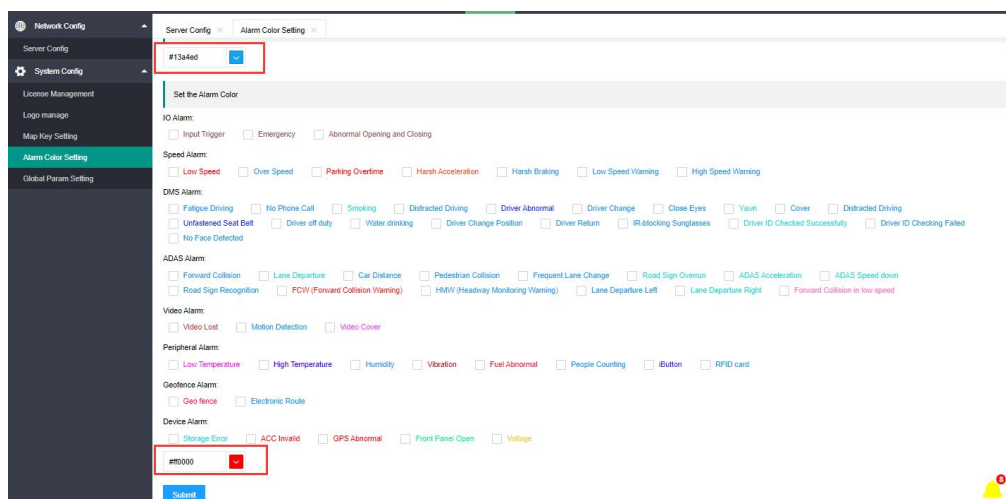 Network Config
Server Config
System Config
License Management
Logo manage
Map Key Setting
Alarm Color Setting
Global Param Setting
Server Config × Alarm Color Setting ×
#13a4ed
Set the Alarm Color
IO Alarm:
Input Trigger Emergency Abnormal Opening and Closing
Speed Alarm:
Low Speed Over Speed Parking Overtime Harsh Acceleration Harsh Braking Low Speed Warning High Speed Warning
DMS Alarm:
Fatigue Driving No Phone Call Smoking Distracted Driving Driver Abnormal Driver Change Close Eyes Yawn Cover Distracted Driving
Unfastened Seat Belt Driver off duty Water drinking Driver Change Position Driver Return IR-blocking Sunglasses Driver ID Checked Successfully Driver ID Checking Failed
No Face Detected
ADAS Alarm:
Forward Collision Lane Departure Car Distance Pedestrian Collision Frequent Lane Change Road Sign Overrun ADAS Acceleration ADAS Speed down
Road Sign Recognition FCW (Forward Collision Warning) HMW (Headway Monitoring Warning) Lane Departure Left Lane Departure Right Forward Collision in low speed
Video Alarm:
Video Lost Motion Detection Video Cover
Peripheral Alarm:
Low Temperature High Temperature Humidity Vibration Fuel Abnormal People Counting iButton RFID card
Geofence Alarm:
Geo fence Electronic Route
Device Alarm:
Storage Error ACC Invalid GPS Abnormal Front Panel Open Voltage
#ff0000
Submit